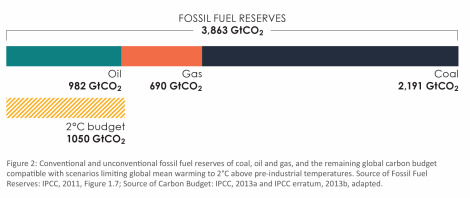 FOSSIL FUEL RESERVES
3,863 GtCO₂
Oil Gas Coal
982 GtCO₂ 690 GtCO₂ 2,191 GtCO₂
2°C budget
1050 GtCO₂
Figure 2: Conventional and unconventional fossil fuel reserves of coal, oil and gas, and the remaining global carbon budget
compatible with scenarios limiting global mean warming to 2°C above pre-industrial temperatures. Source of Fossil Fuel
Reserves: IPCC, 2011, Figure 1.7; Source of Carbon Budget: IPCC, 2013a and IPCC erratum, 2013b, adapted.